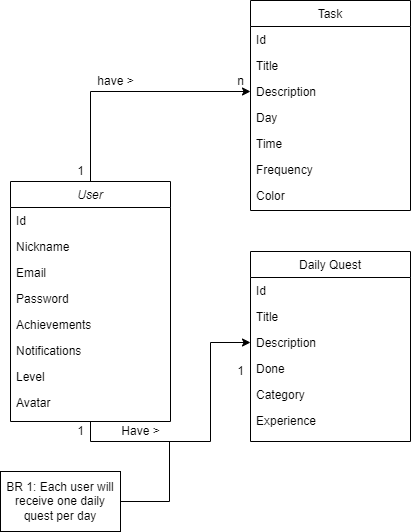 Task
Id
Title
Description
Day
Time
Frequency
Color
have >
n
1
User
Id
Nickname
Email
Password
Achievements
Notifications
Level
Avatar
Daily Quest
Id
Title
Description
Done
Category
Experience
1
1
Have >
BR 1: Each user will
receive one daily
quest per day